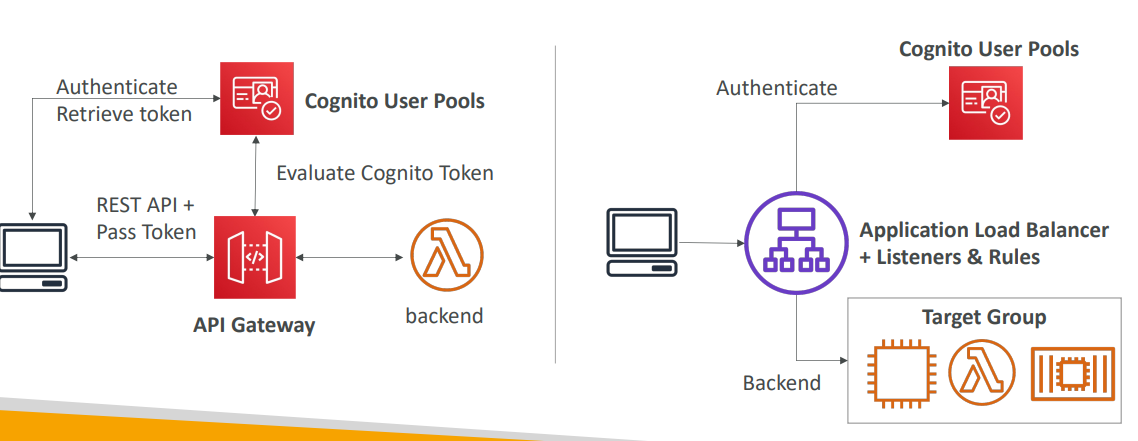 Authenticate
Retrieve token
Cognito User Pools
Evaluate Cognito Token
REST API +
Pass Token
</>
API Gateway
backend
Cognito User Pools
Authenticate
Application Load Balancer
+ Listeners & Rules
Target Group
Backend